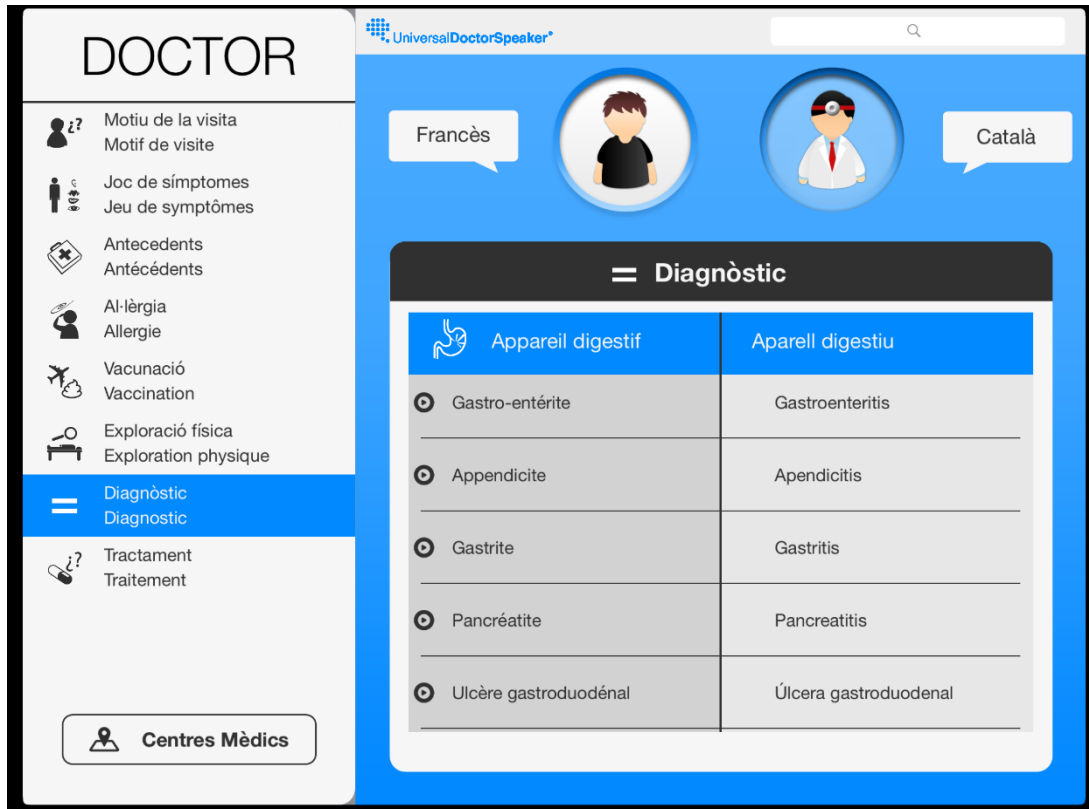 DOCTOR
Motiu de la visita
Motif de visite
Joc de símptomes
Jeu de symptômes
Antecedents
Antécédents
Al·lèrgia
Allergie
Vacunació
Vaccination
Exploració física
Exploration physique
Diagnòstic
Diagnostic
Tractament
Traitement
Centres Mèdics
UniversalDoctorSpeaker®
Francès
Català
Diagnòstic
Appareil digestif Aparell digestiu
Gastro-entérite Gastroenteritis
Appendicite Apendicitis
Gastrite Gastritis
Pancréatite Pancreatitis
Ulcère gastroduodénal Úlcera gastroduodenal